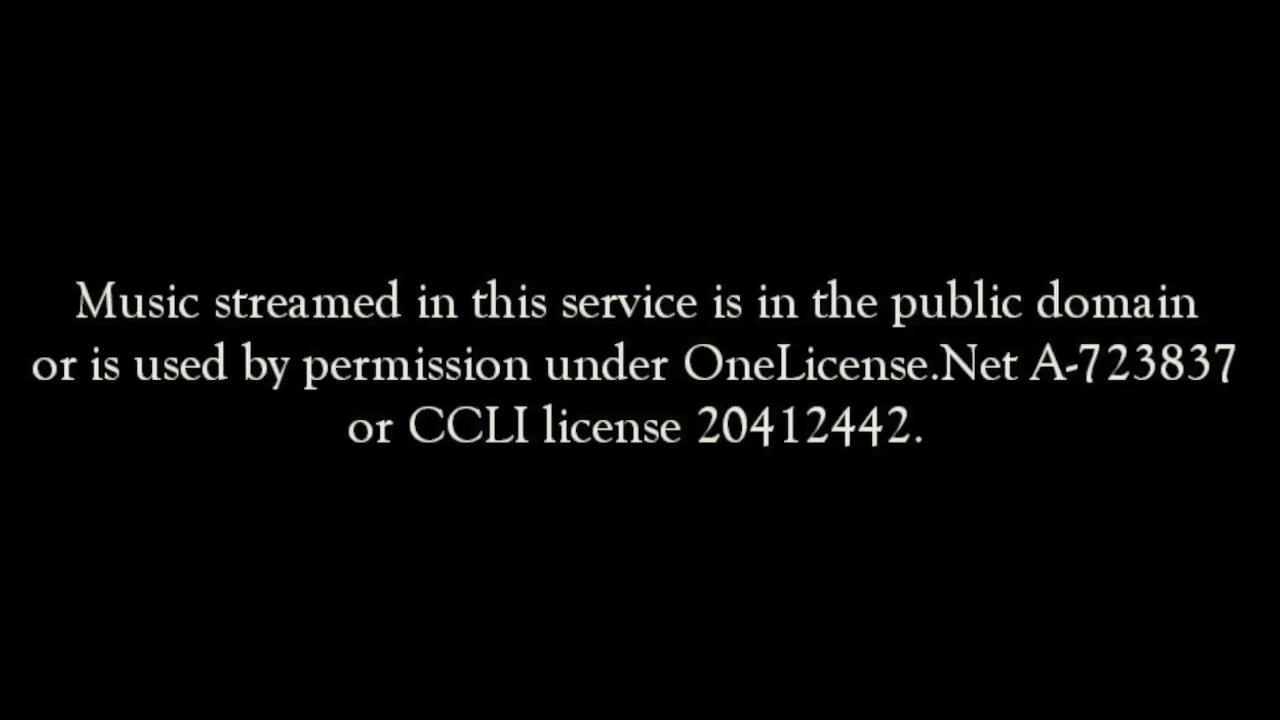 Music streamed in this service is in the public domain
or is used by permission under OneLicense.Net A-723837
or CCLI license 20412442.